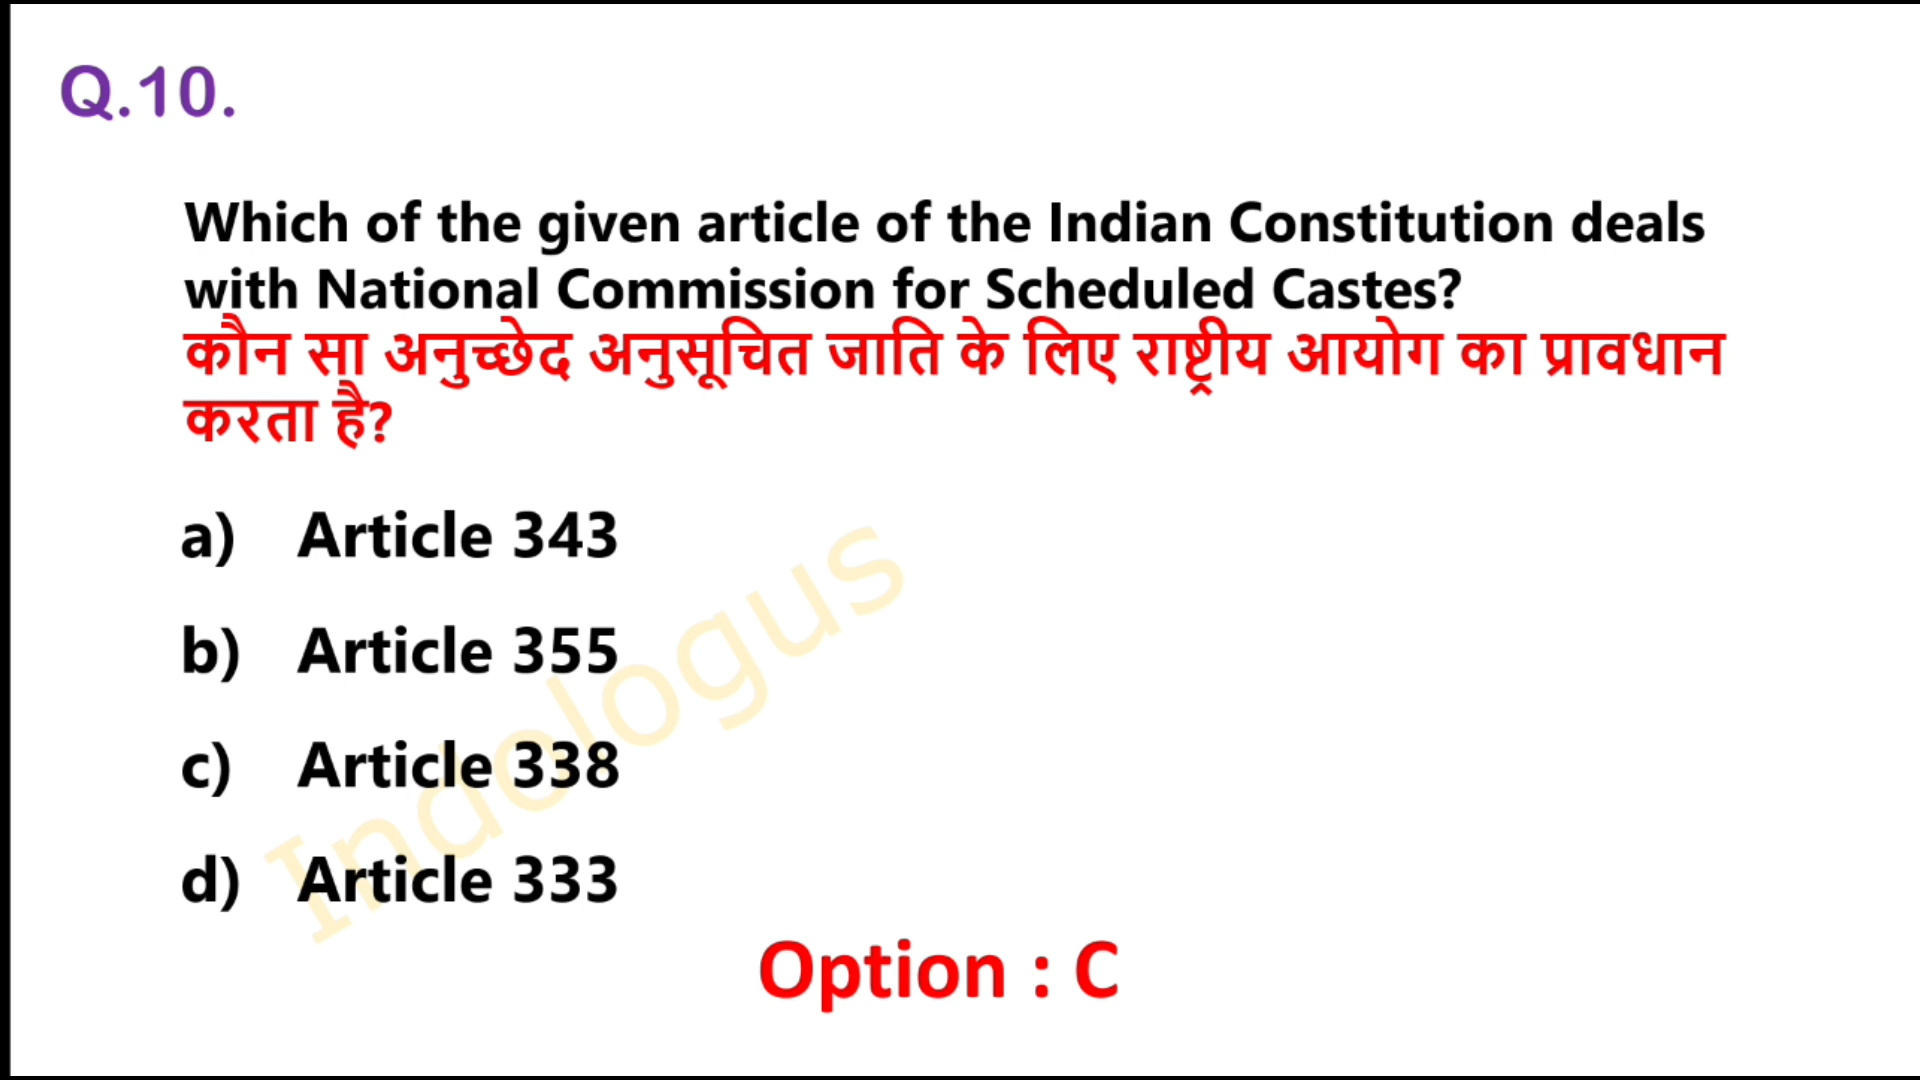 Q.10.
Which of the given article of the Indian Constitution deals
with National Commission for Scheduled Castes?
कौन सा अनुच्छेद अनुसूचित जाति के लिए राष्ट्रीय आयोग का प्रावधान
करता है?
a) Article 343
b) Article 355
c) Article 338
d) Article 333
Indologus
Option : C